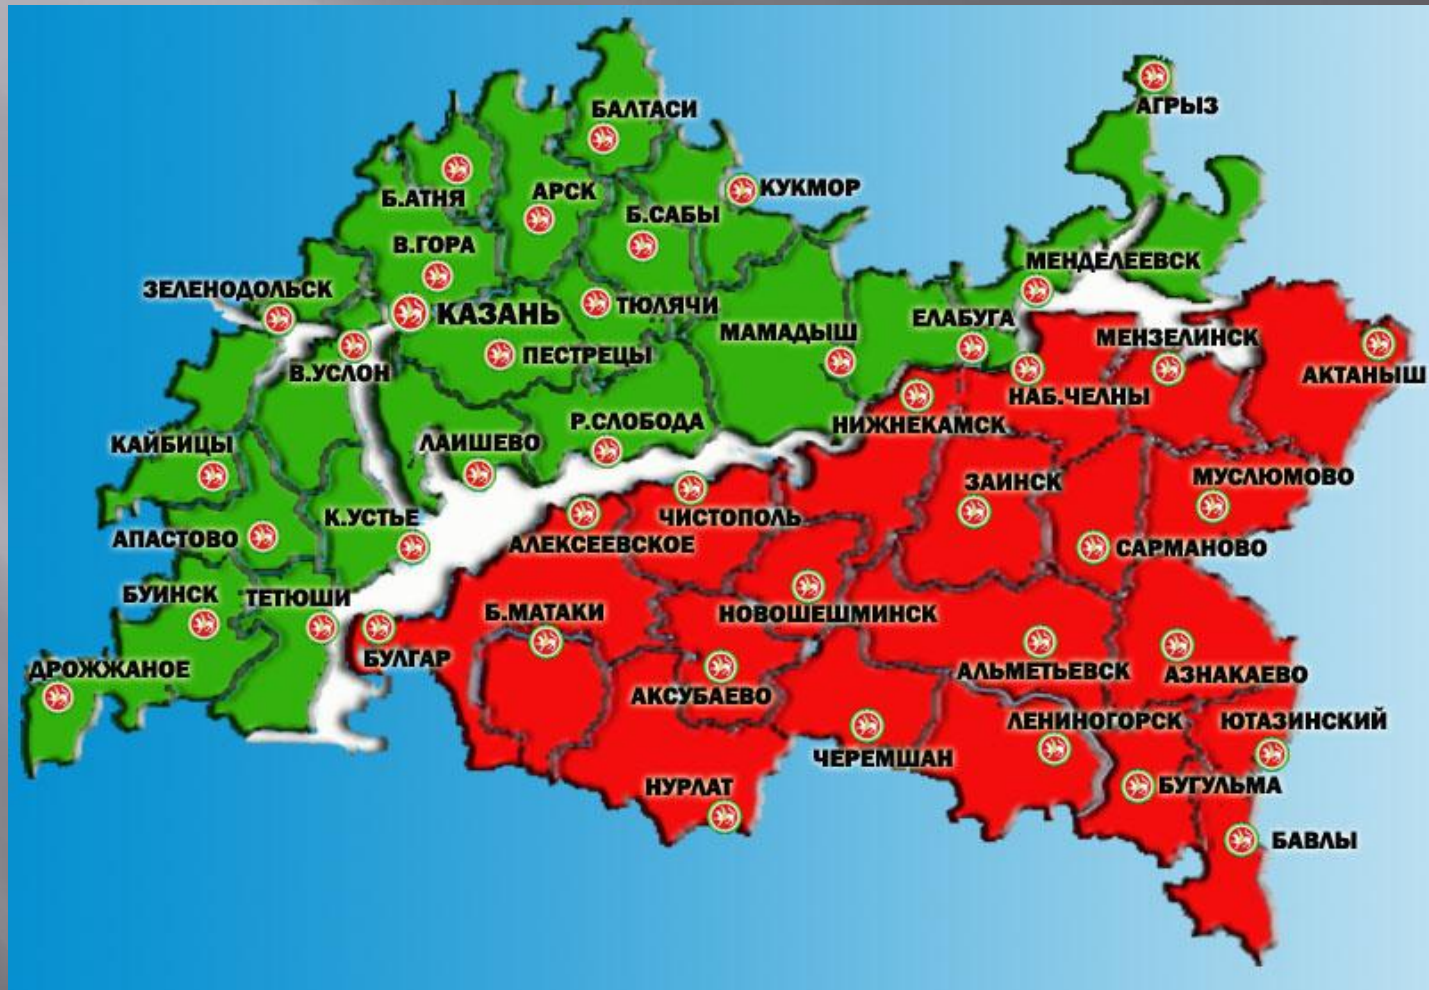 АГРЫЗ
БАЛТАСИ
КУКМОР
Б.АТНЯ
АРСК
Б.САБЫ
В.ГОРА
МЕНДЕЛЕЕВСК
ЗЕЛЕНОДОЛЬСК
КАЗАНЬ
ТЮЛЯЧИ
ЕЛАБУГА
МАМАДЫШ
МЕНЗЕЛИНСК
ПЕСТРЕЦЫ
В.УСЛОН
АКТАНЫШ
НАБ.ЧЕЛНЫ
Р.СЛОБОДА
НИЖНЕКАМСК
КАЙБИЦЫ
ЛАИШЕВО
МУСЛЮМОВО
ЗАИНСК
К.УСТЬЕ
ЧИСТОПОЛЬ
АПАСТОВО
АЛЕКСЕЕВСКОЕ
САРМАНОВО
БУИНСК
ТЕТЮШИ
Б.МАТАКИ
НОВОШЕШМИНСК
БУЛГАР
ДРОЖЖАНОЕ
АЛЬМЕТЬЕВСК
АЗНАКАЕВО
АКСУБАЕВО
ЛЕНИНОГОРСК
ЮТАЗИНСКИЙ
ЧЕРЕМШАН
НУРЛАТ
БУГУЛЬМА
БАВЛЫ